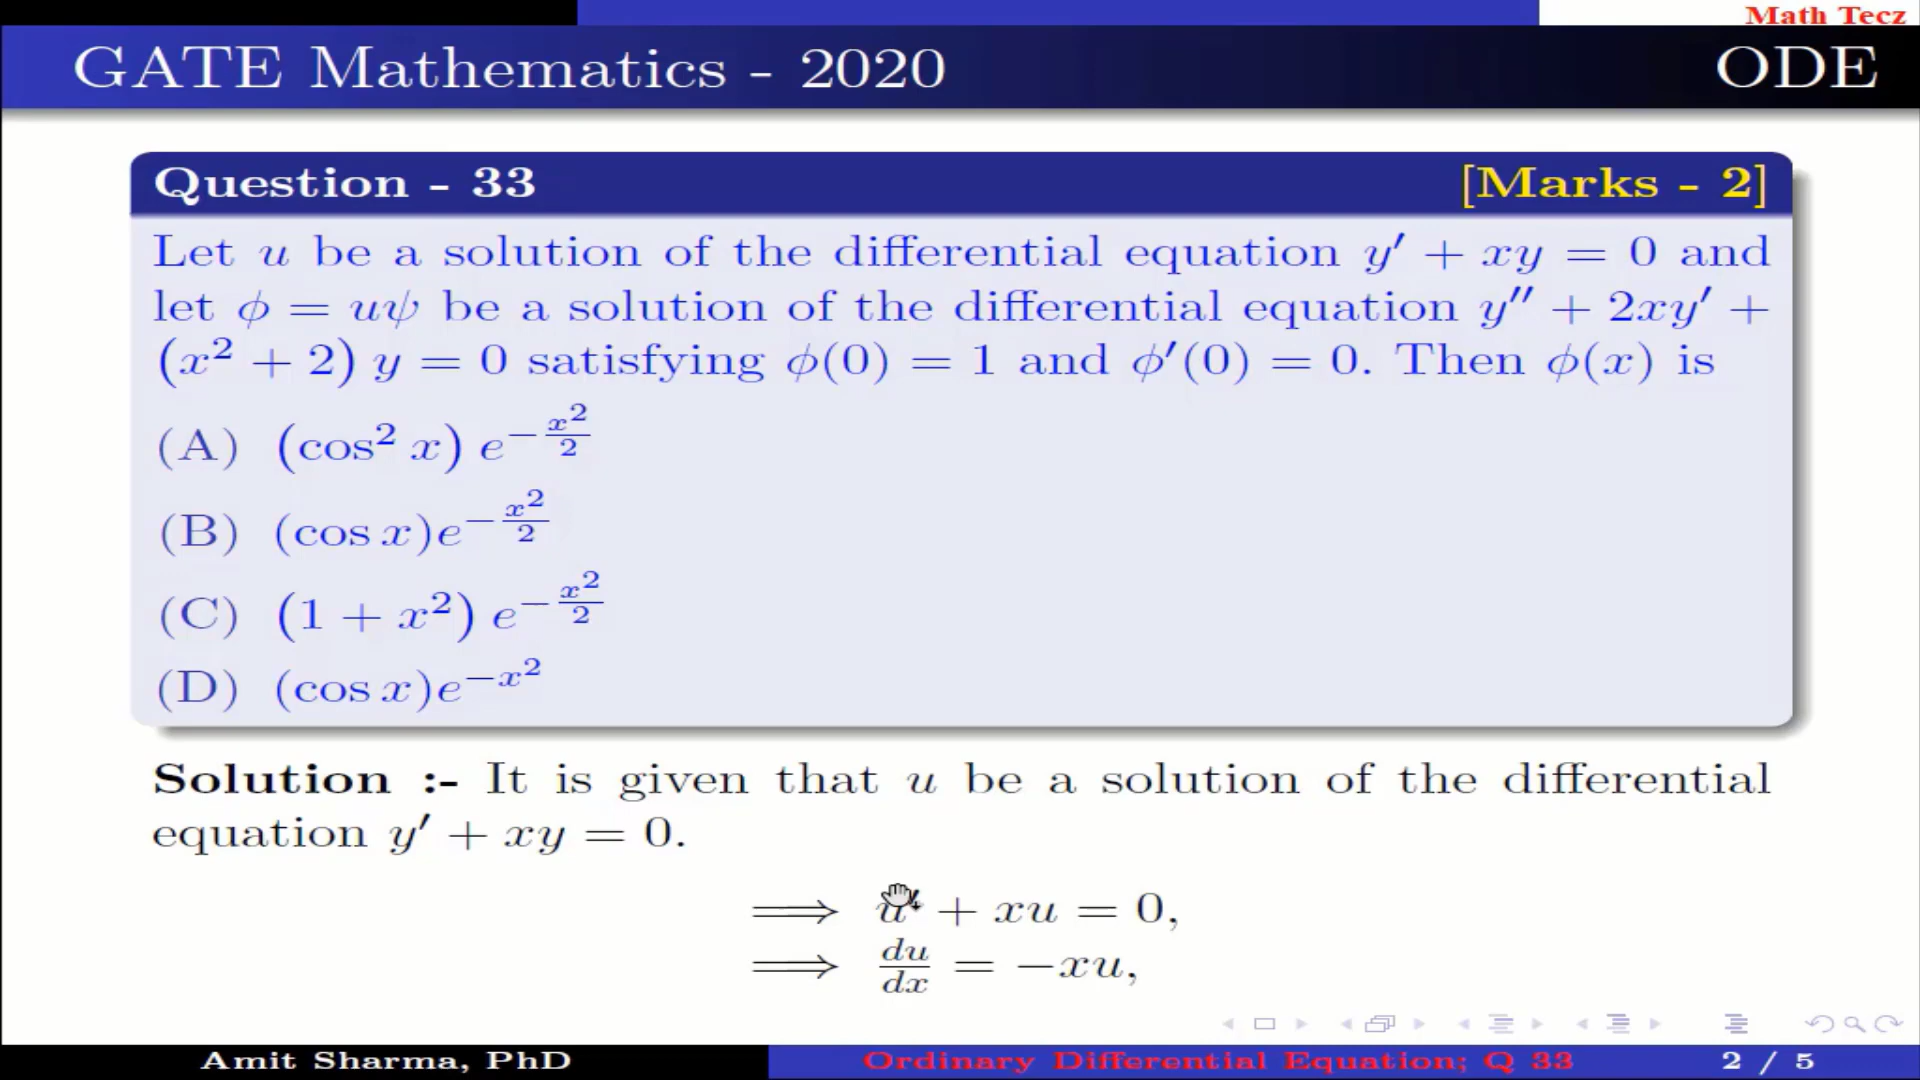 Math Tecz
GATE Mathematics - 2020 ODE
Question - 33 [Marks - 2]
Let u be a solution of the differential equation y′ + xy = 0 and
let ϕ = uψ be a solution of the differential equation y″ + 2xy′ +
(x² + 2) y = 0 satisfying ϕ(0) = 1 and ϕ′(0) = 0. Then ϕ(x) is
(A) (cos² x) e^{-\frac{x²}{2}}
(B) (cos x)e^{-\frac{x²}{2}}
(C) (1 + x²) e^{-\frac{x²}{2}}
(D) (cos x)e^{-x²}
Solution :- It is given that u be a solution of the differential
equation y′ + xy = 0.
⟹ u′ + xu = 0,
⟹ \frac{du}{dx} = −xu,
Amit Sharma, PhD Ordinary Differential Equation; Q 33 2 / 5